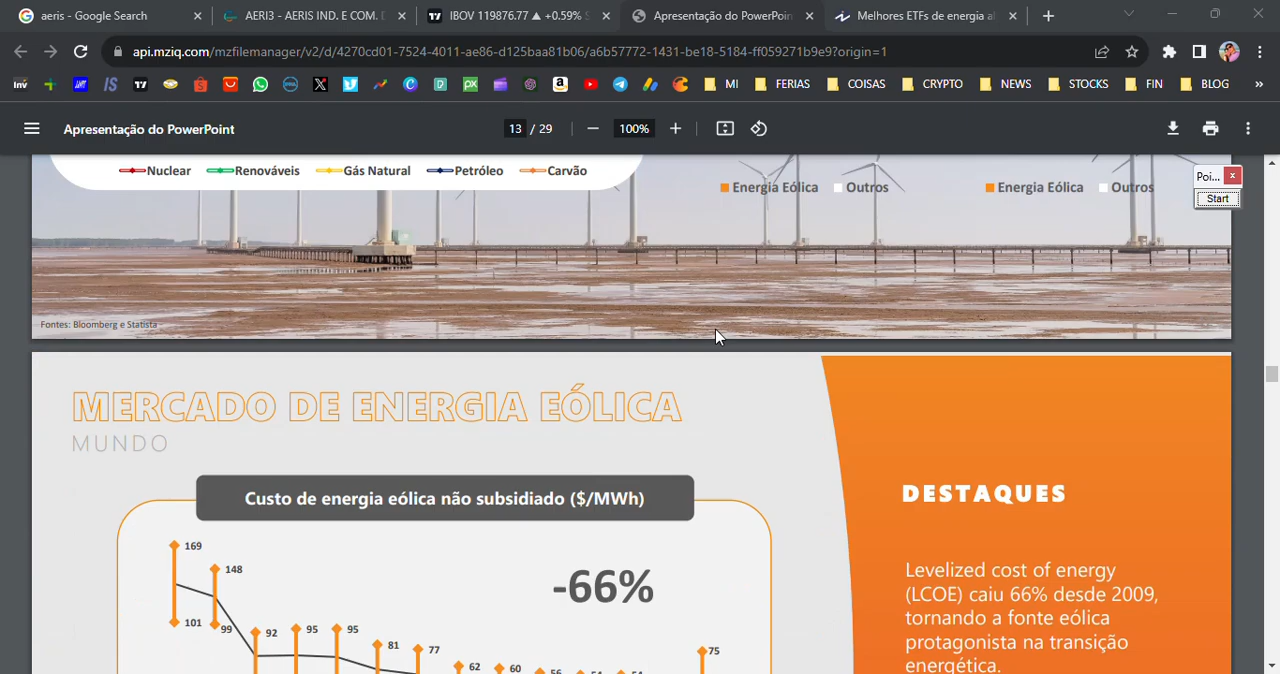 aeris - Google Search
AERI3 - AERIS IND. E COM.
IBOV 119876.77 ▲ +0.59%
Apresentação do PowerPoin
Melhores ETFs de energia al
api.mziq.com/mzfilemanager/v2/d/4270cd01-7524-4011-ae86-d125baa81b06/a6b57772-1431-be18-5184-ff059271b9e9?origin=1
MI
FERIAS
COISAS
CRYPTO
NEWS
STOCKS
FIN
BLOG
»
Apresentação do PowerPoint
13 / 29
100%
Nuclear Renováveis Gás Natural Petróleo Carvão
Energia Eólica Outros
Energia Eólica Outros
Poi...
Start
Fontes: Bloomberg e Statista
MERCADO DE ENERGIA EÓLICA
MUNDO
Custo de energia eólica não subsidiado ($/MWh)
169
148
101
99
92
95
95
81
77
62
60
75
-66%
DESTAQUES
Levelized cost of energy
(LCOE) caiu 66% desde 2009,
tornando a fonte eólica
protagonista na transição
energética.